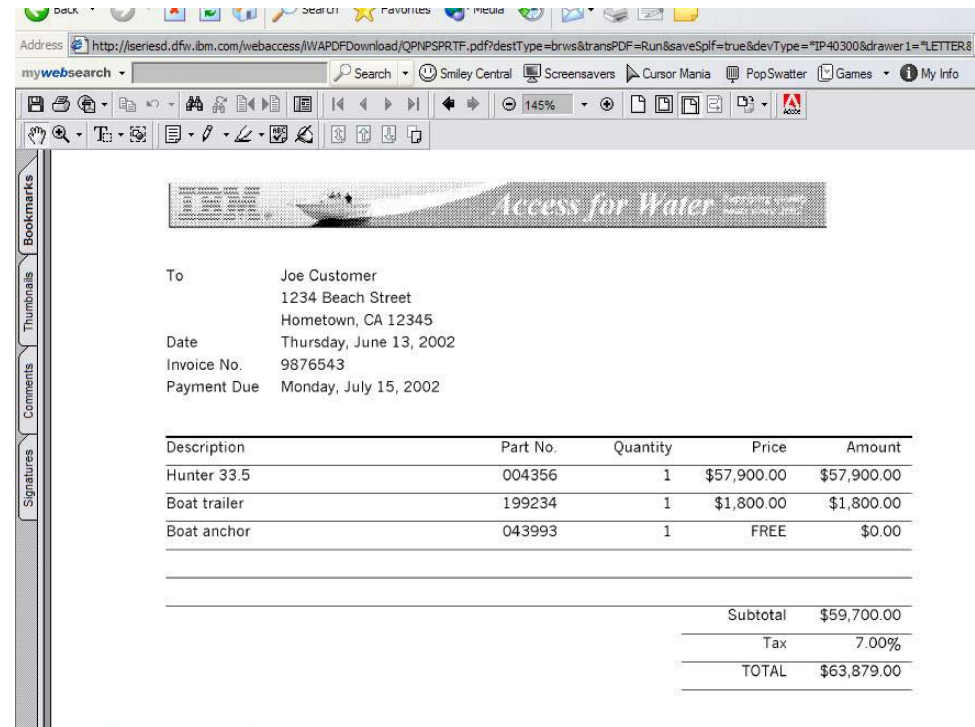 Back Search Favorites Media
Address http://iseriesd.dfw.ibm.com/webaccess/iWAPDFDownload/QPNPSPRTF.pdf?destType=brws&transPDF=Run&saveSplf=true&devType=*IP40300&drawer1=*LETTER&
mywebsearch Search Smiley Central Screensavers Cursor Mania PopSwatter Games My Info
145% Adobe
Bookmarks
Thumbnails
Comments
Signatures
IBM. Access for Water
To Joe Customer
1234 Beach Street
Hometown, CA 12345
Date Thursday, June 13, 2002
Invoice No. 9876543
Payment Due Monday, July 15, 2002
Description Part No. Quantity Price Amount
Hunter 33.5 004356 1 $57,900.00 $57,900.00
Boat trailer 199234 1 $1,800.00 $1,800.00
Boat anchor 043993 1 FREE $0.00
Subtotal $59,700.00
Tax 7.00%
TOTAL $63,879.00